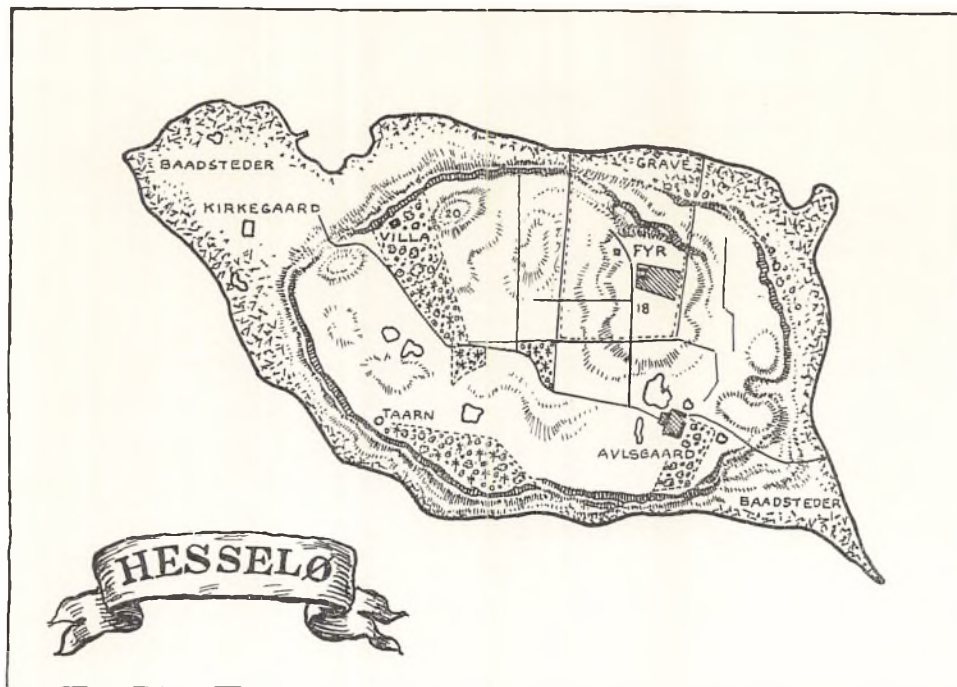 BAADSTEDER
GRAVE
KIRKEGAARD
20
VILLA
FYR
18
TAARN
AVLSGAARD
BAADSTEDER
HESSELØ